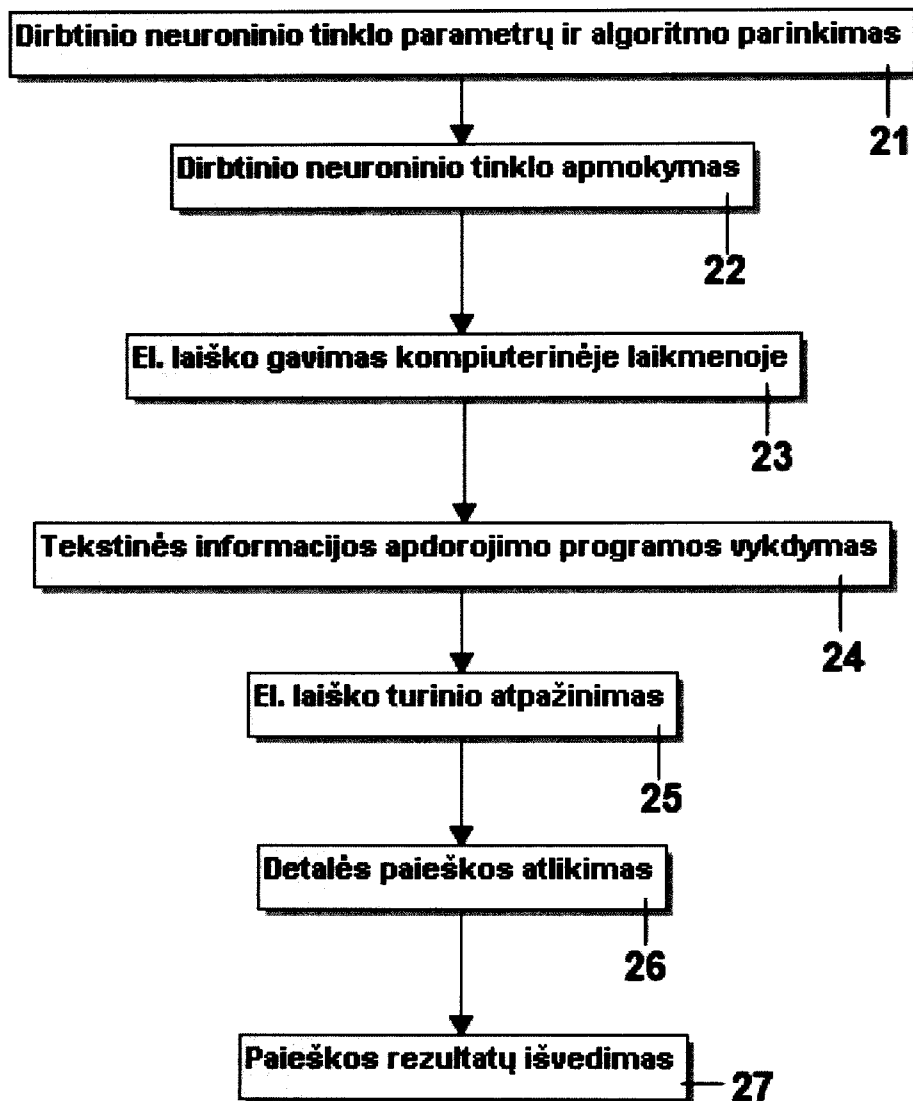 Dirbtinio neuroninio tinklo parametrų ir algoritmo parinkimas
21
Dirbtinio neuroninio tinklo apmokymas
22
El. laiško gavimas kompiuterinėje laikmenoje
23
Tekstinės informacijos apdorojimo programos vykdymas
24
El. laiško turinio atpažinimas
25
Detalės paieškos atlikimas
26
Paieškos rezultatų išvedimas
27